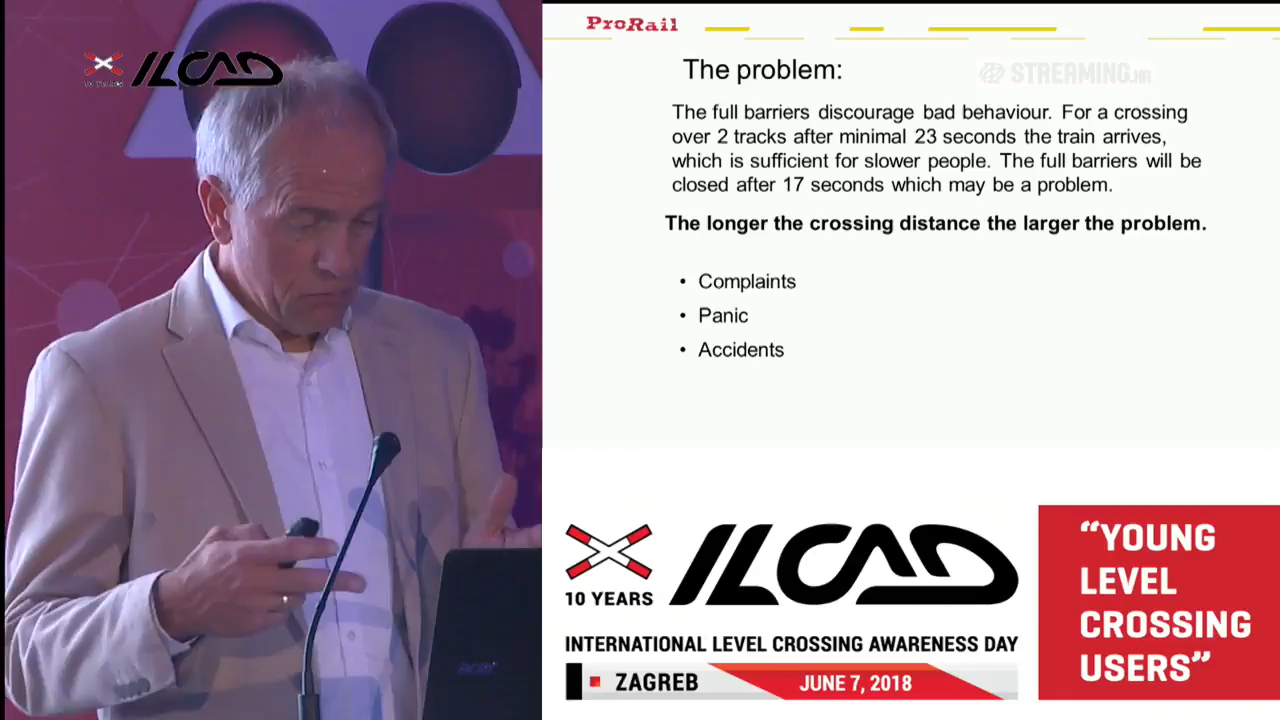 ILCAD
ProRail
STREAMING.HR
The problem:
The full barriers discourage bad behaviour. For a crossing
over 2 tracks after minimal 23 seconds the train arrives,
which is sufficient for slower people. The full barriers will be
closed after 17 seconds which may be a problem.
The longer the crossing distance the larger the problem.
• Complaints
• Panic
• Accidents
10 YEARS
ILCAD
INTERNATIONAL LEVEL CROSSING AWARENESS DAY
ZAGREB
JUNE 7, 2018
“YOUNG
LEVEL
CROSSING
USERS”